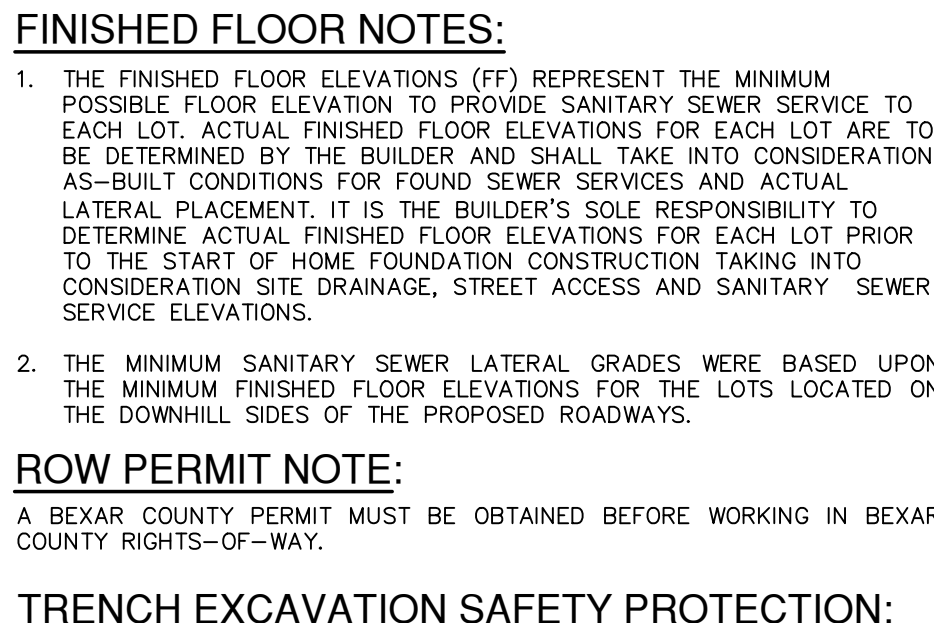 FINISHED FLOOR NOTES:
1. THE FINISHED FLOOR ELEVATIONS (FF) REPRESENT THE MINIMUM
POSSIBLE FLOOR ELEVATION TO PROVIDE SANITARY SEWER SERVICE TO
EACH LOT. ACTUAL FINISHED FLOOR ELEVATIONS FOR EACH LOT ARE TO
BE DETERMINED BY THE BUILDER AND SHALL TAKE INTO CONSIDERATION
AS-BUILT CONDITIONS FOR FOUND SEWER SERVICES AND ACTUAL
LATERAL PLACEMENT. IT IS THE BUILDER'S SOLE RESPONSIBILITY TO
DETERMINE ACTUAL FINISHED FLOOR ELEVATIONS FOR EACH LOT PRIOR
TO THE START OF HOME FOUNDATION CONSTRUCTION TAKING INTO
CONSIDERATION SITE DRAINAGE, STREET ACCESS AND SANITARY SEWER
SERVICE ELEVATIONS.
2. THE MINIMUM SANITARY SEWER LATERAL GRADES WERE BASED UPON
THE MINIMUM FINISHED FLOOR ELEVATIONS FOR THE LOTS LOCATED ON
THE DOWNHILL SIDES OF THE PROPOSED ROADWAYS.
ROW PERMIT NOTE:
A BEXAR COUNTY PERMIT MUST BE OBTAINED BEFORE WORKING IN BEXAR
COUNTY RIGHTS-OF-WAY.
TRENCH EXCAVATION SAFETY PROTECTION: